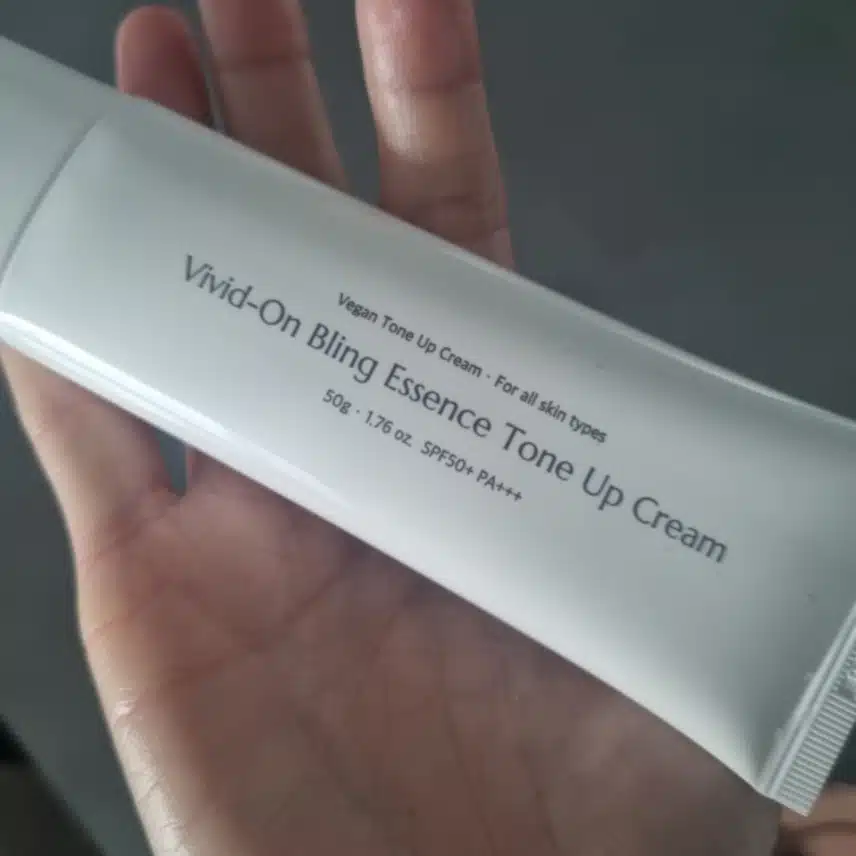 Vegan Tone Up Cream · For all skin types
Vivid-On Bling Essence Tone Up Cream
50g · 1.76 oz. SPF50+ PA+++